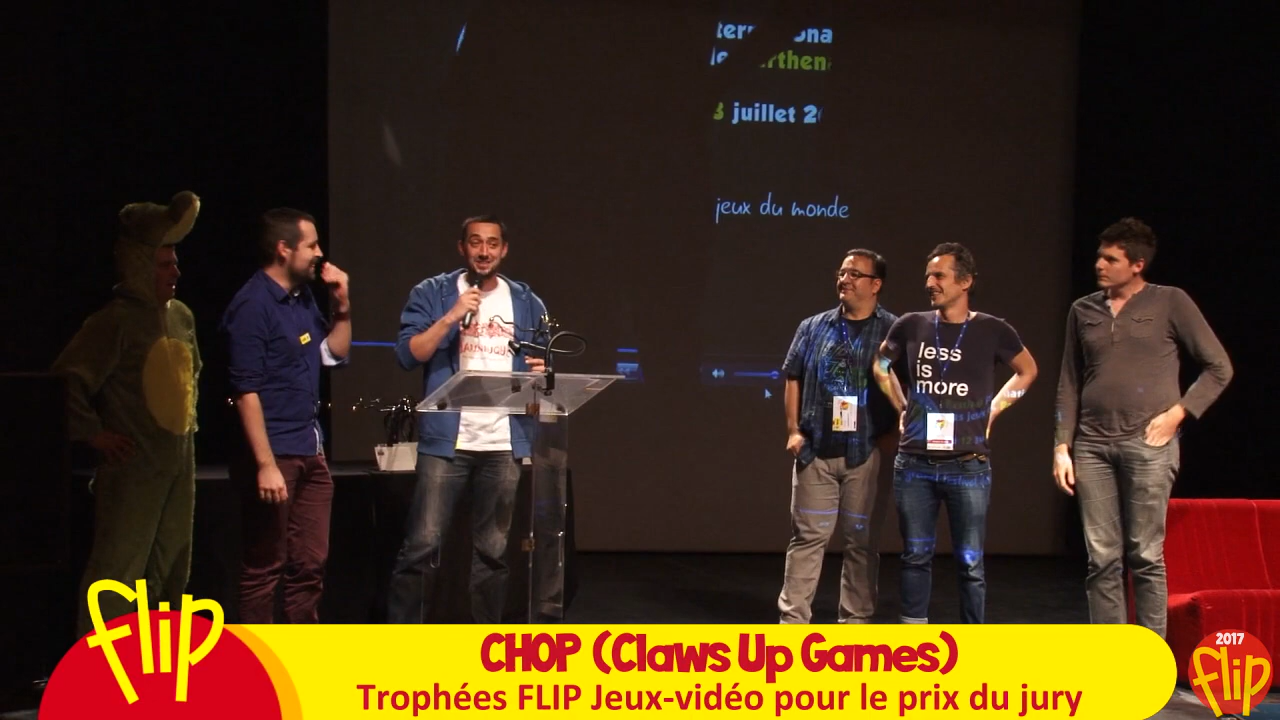 juillet
jeux du monde
less
is
more
flip
CHOP (Claws Up Games)
Trophées FLIP Jeux-vidéo pour le prix du jury
2017
flip